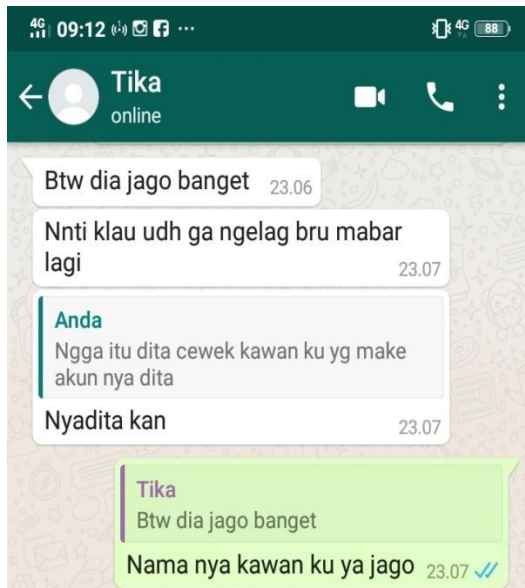 4G 09:12 ... 4G 88
Tika
online
Btw dia jago banget 23.06
Nnti klau udh ga ngelag bru mabar
lagi 23.07
Anda
Ngga itu dita cewek kawan ku yg make
akun nya dita
Nyadita kan 23.07
Tika
Btw dia jago banget
Nama nya kawan ku ya jago 23.07